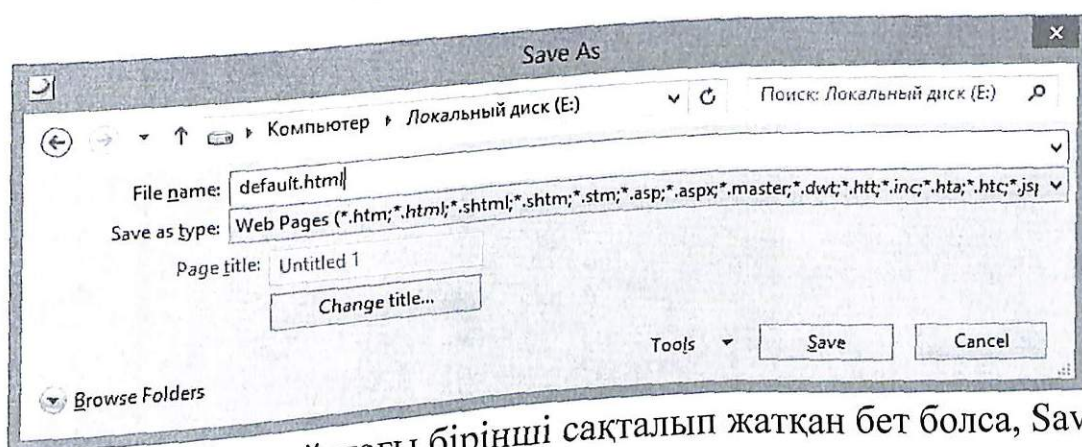 Save As
Компьютер Локальный диск (E:) Поиск: Локальный диск (E:)
File name: default.html
Save as type: Web Pages (*.htm;*.html;*.shtml;*.shtm;*.stm;*.asp;*.aspx;*.master;*.dwt;*.htt;*.inc;*.hta;*.htc;*.jsp
Page title: Untitled 1
Change title...
Tools Save Cancel
Browse Folders
бірінші сақталып жатқан бет болса, Sav